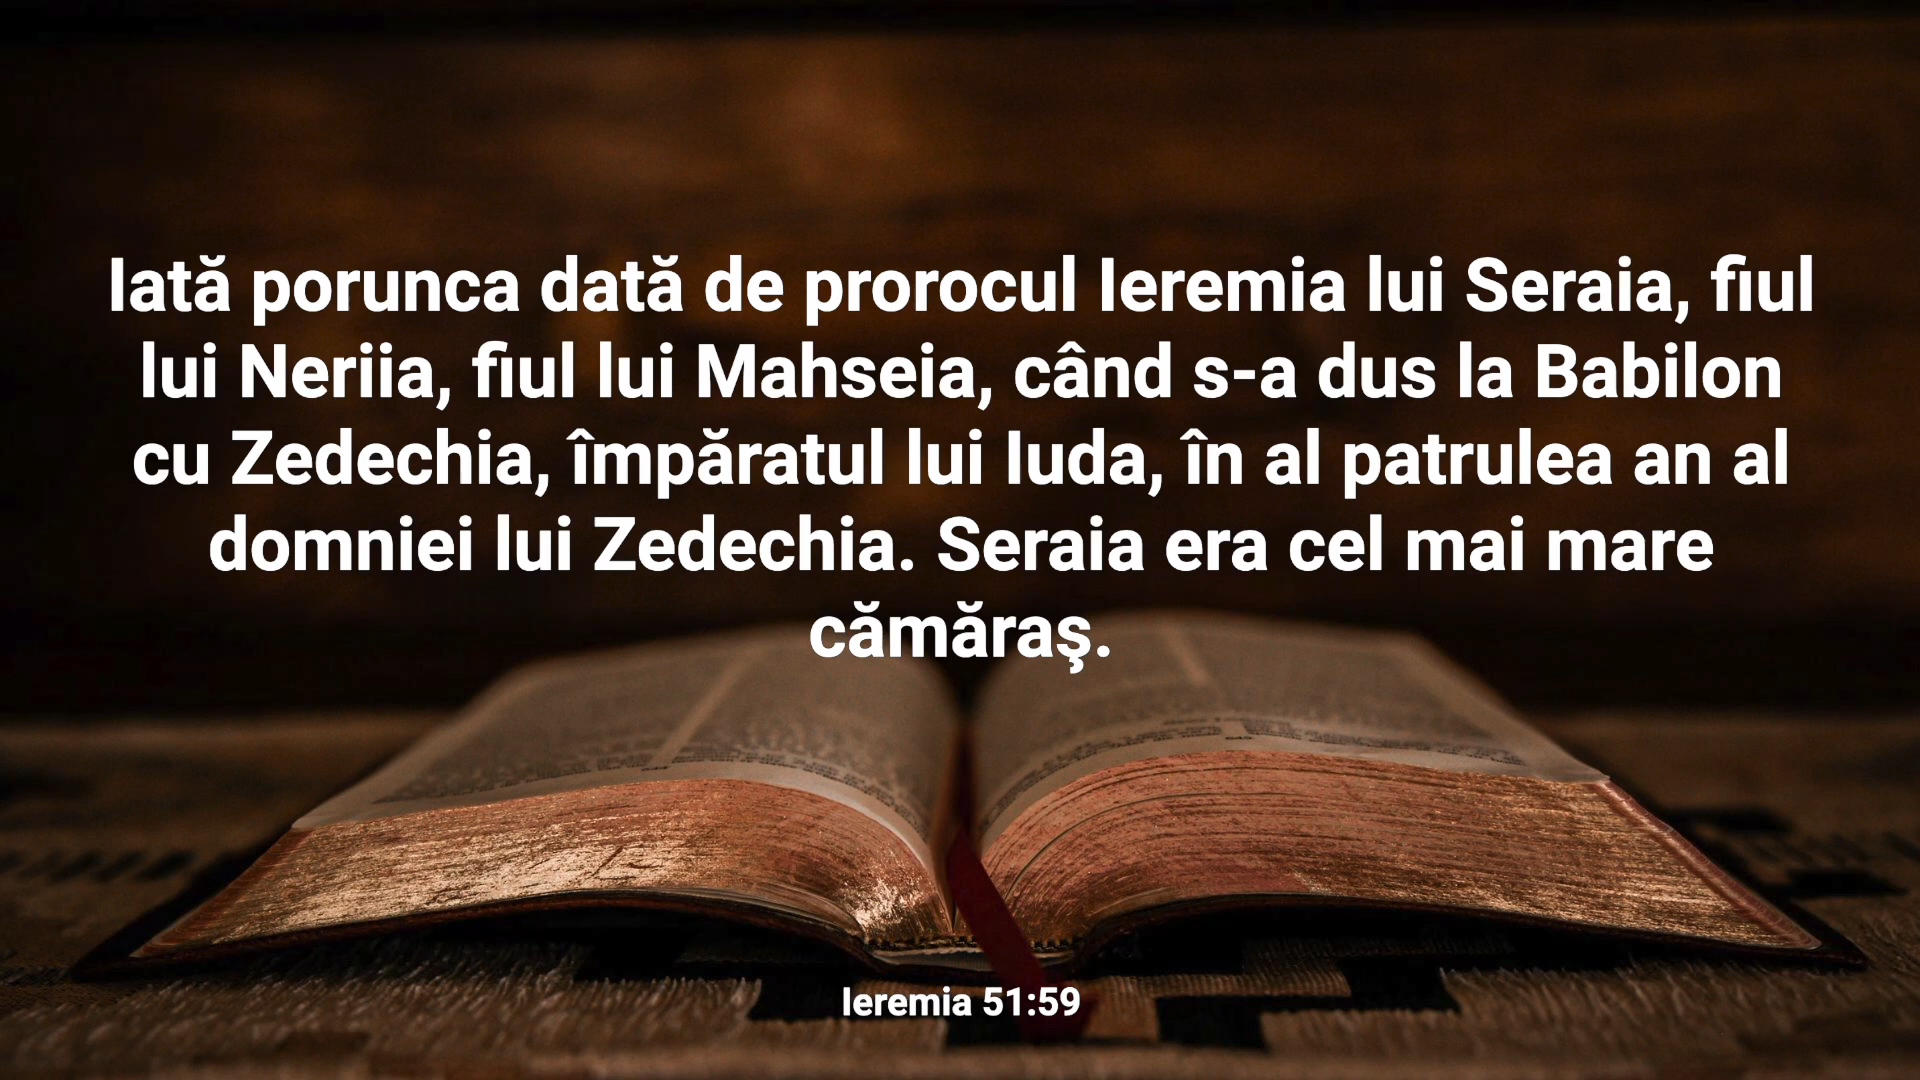 Iată porunca dată de prorocul Ieremia lui Seraia, fiul
lui Neriia, fiul lui Mahseia, când s-a dus la Babilon
cu Zedechia, împăratul lui Iuda, în al patrulea an al
domniei lui Zedechia. Seraia era cel mai mare
cămăraş.
Ieremia 51:59